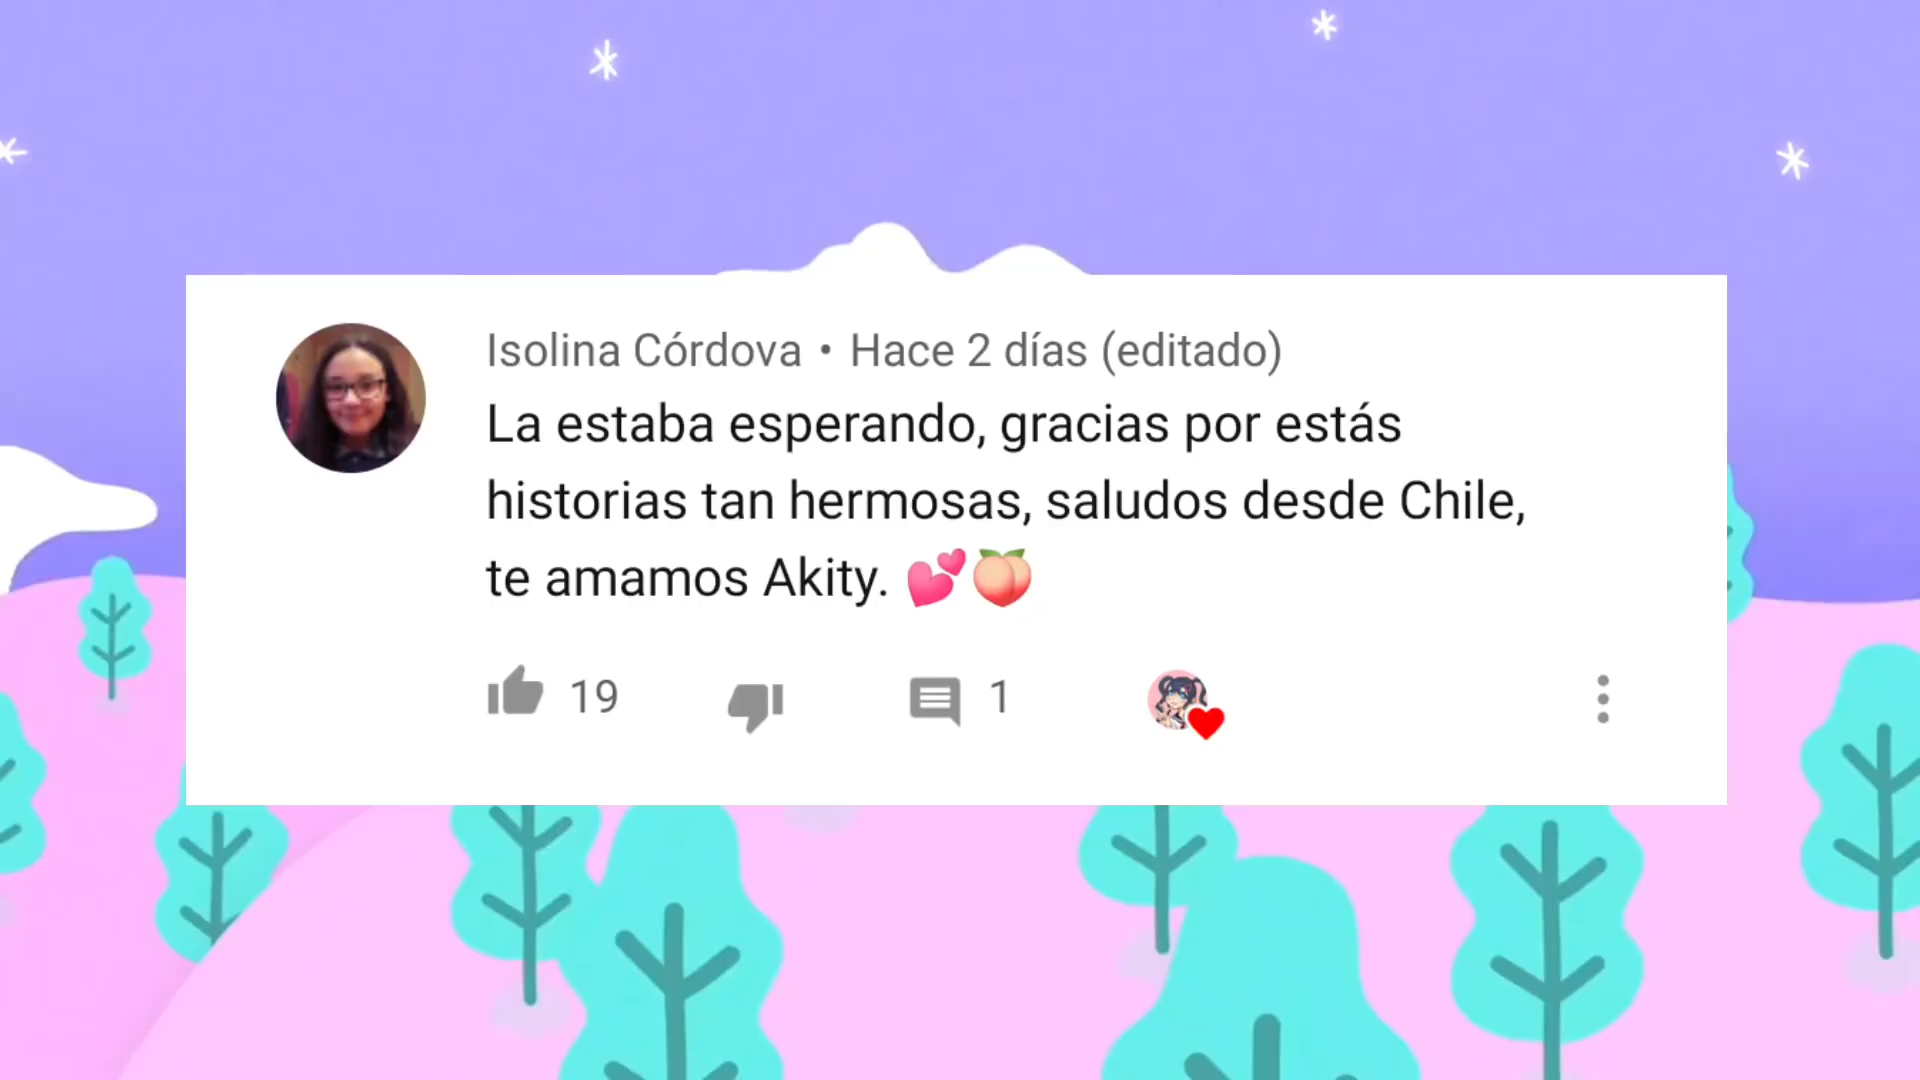 Isolina Córdova • Hace 2 días (editado)
La estaba esperando, gracias por estás
historias tan hermosas, saludos desde Chile,
te amamos Akity. 💕🍑
19
1